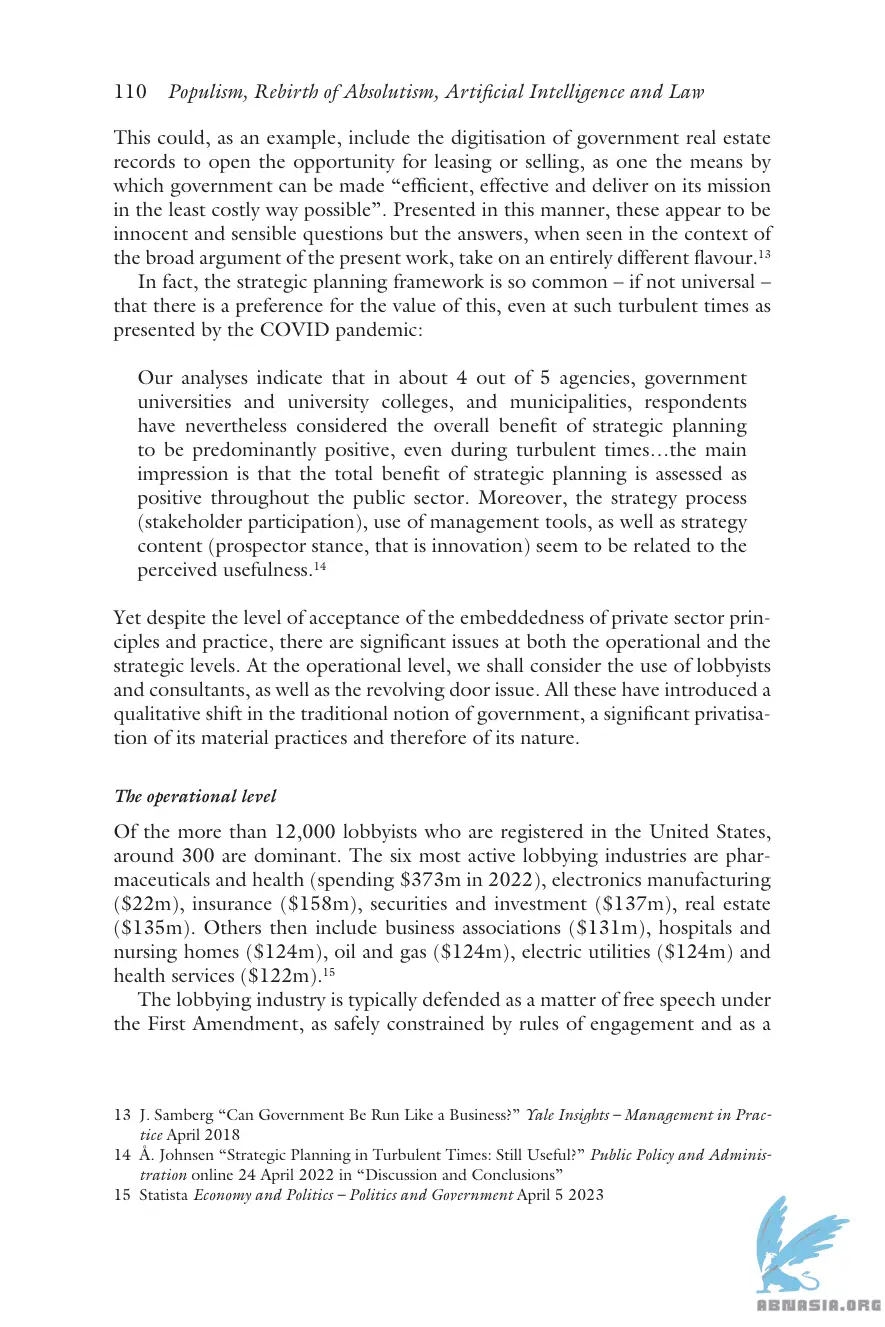 110 Populism, Rebirth of Absolutism, Artificial Intelligence and Law
This could, as an example, include the digitisation of government real estate
records to open the opportunity for leasing or selling, as one the means by
which government can be made “efficient, effective and deliver on its mission
in the least costly way possible”. Presented in this manner, these appear to be
innocent and sensible questions but the answers, when seen in the context of
the broad argument of the present work, take on an entirely different flavour.13
In fact, the strategic planning framework is so common – if not universal –
that there is a preference for the value of this, even at such turbulent times as
presented by the COVID pandemic:
Our analyses indicate that in about 4 out of 5 agencies, government
universities and university colleges, and municipalities, respondents
have nevertheless considered the overall benefit of strategic planning
to be predominantly positive, even during turbulent times…the main
impression is that the total benefit of strategic planning is assessed as
positive throughout the public sector. Moreover, the strategy process
(stakeholder participation), use of management tools, as well as strategy
content (prospector stance, that is innovation) seem to be related to the
perceived usefulness.14
Yet despite the level of acceptance of the embeddedness of private sector prin-
ciples and practice, there are significant issues at both the operational and the
strategic levels. At the operational level, we shall consider the use of lobbyists
and consultants, as well as the revolving door issue. All these have introduced a
qualitative shift in the traditional notion of government, a significant privatisa-
tion of its material practices and therefore of its nature.
The operational level
Of the more than 12,000 lobbyists who are registered in the United States,
around 300 are dominant. The six most active lobbying industries are phar-
maceuticals and health (spending $373m in 2022), electronics manufacturing
($22m), insurance ($158m), securities and investment ($137m), real estate
($135m). Others then include business associations ($131m), hospitals and
nursing homes ($124m), oil and gas ($124m), electric utilities ($124m) and
health services ($122m).15
The lobbying industry is typically defended as a matter of free speech under
the First Amendment, as safely constrained by rules of engagement and as a
13 J. Samberg “Can Government Be Run Like a Business?” Yale Insights – Management in Prac-
tice April 2018
14 Å. Johnsen “Strategic Planning in Turbulent Times: Still Useful?” Public Policy and Adminis-
tration online 24 April 2022 in “Discussion and Conclusions”
15 Statista Economy and Politics – Politics and Government April 5 2023
ABNASIA.ORG